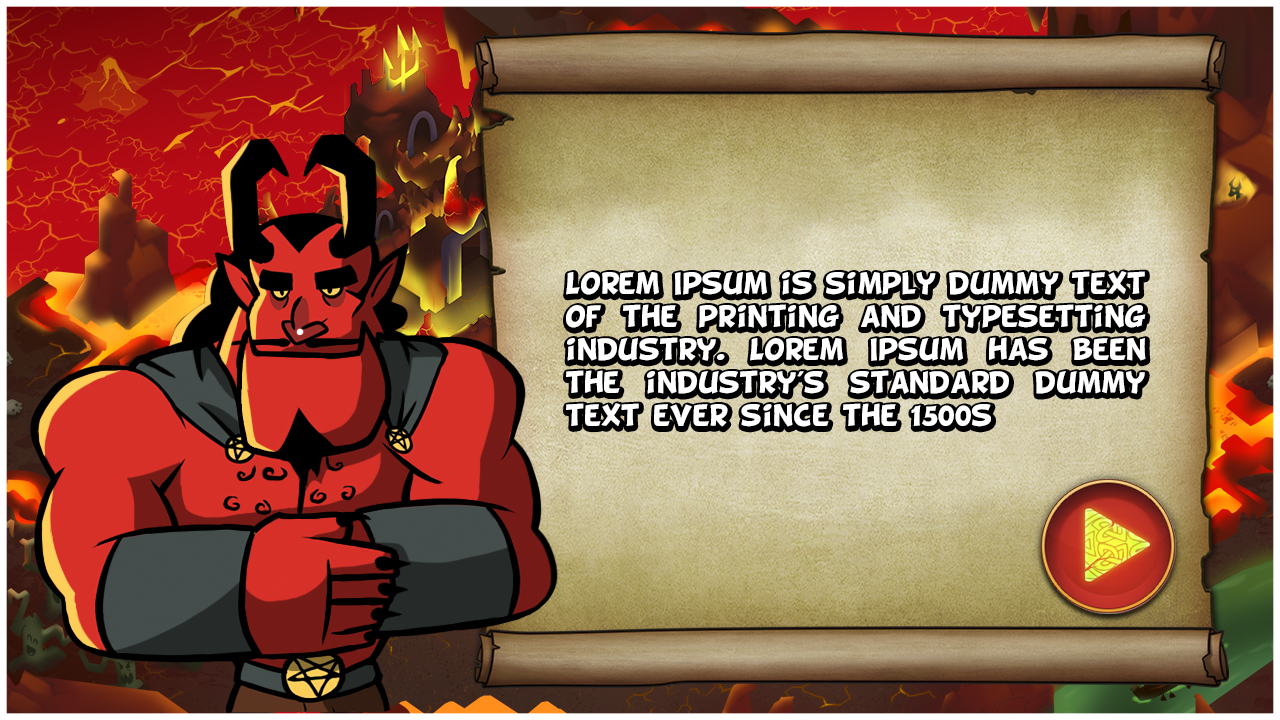 LOREM IPSUM iS SiMPLY DUMMY TEXT
OF THE PRiNTiNG AND TYPESETTiNG
iNDUSTRY. LOREM IPSUM HAS BEEN
THE iNDUSTRY'S STANDARD DUMMY
TEXT EVER SiNCE THE 1500S